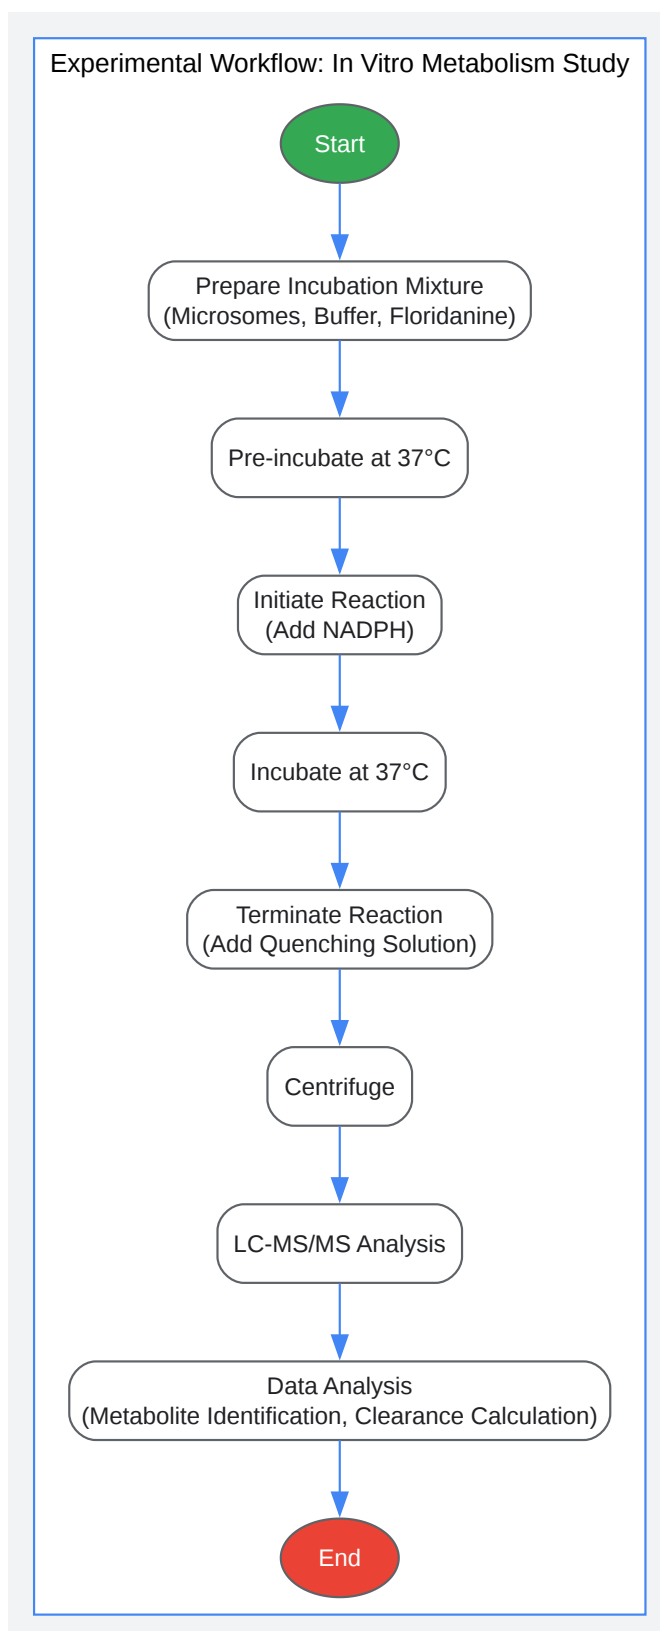 Experimental Workflow: In Vitro Metabolism Study
Start
Prepare Incubation Mixture
(Microsomes, Buffer, Floridanine)
Pre-incubate at 37°C
Initiate Reaction
(Add NADPH)
Incubate at 37°C
Terminate Reaction
(Add Quenching Solution)
Centrifuge
LC-MS/MS Analysis
Data Analysis
(Metabolite Identification, Clearance Calculation)
End